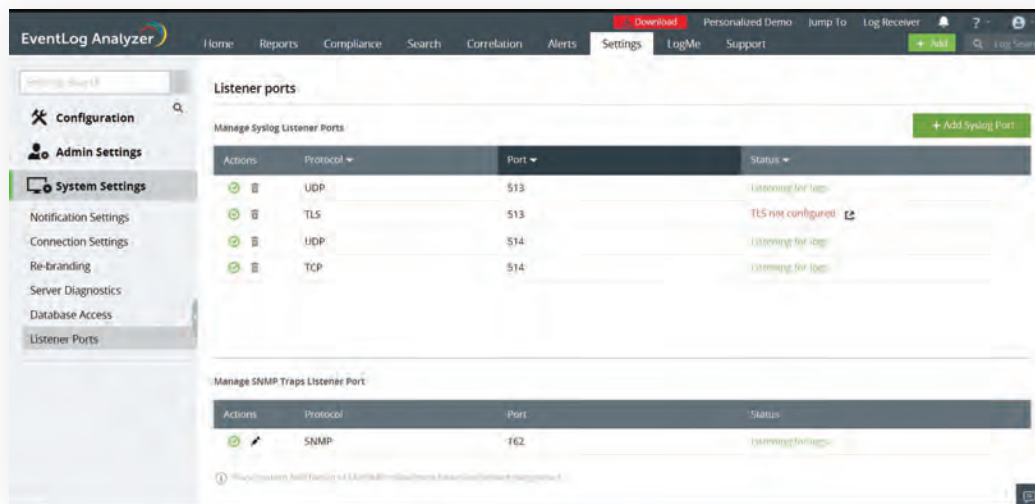 Download Personalized Demo Jump To Log Receiver ?
EventLog Analyzer
Home Reports Compliance Search Correlation Alerts Settings LogMe Support + Add
Configuration
Admin Settings
System Settings
Notification Settings
Connection Settings
Re-branding
Server Diagnostics
Database Access
Listener Ports
Listener ports
Manage Syslog Listener Ports
+ Add Syslog Port
Actions Protocol Port Status
UDP 513 Listening for logs
TLS 513 TLS not configured
UDP 514 Listening for logs
TCP 514 Listening for logs
Manage SNMP Traps Listener Port
Actions Protocol Port Status
SNMP 162 Listening for logs